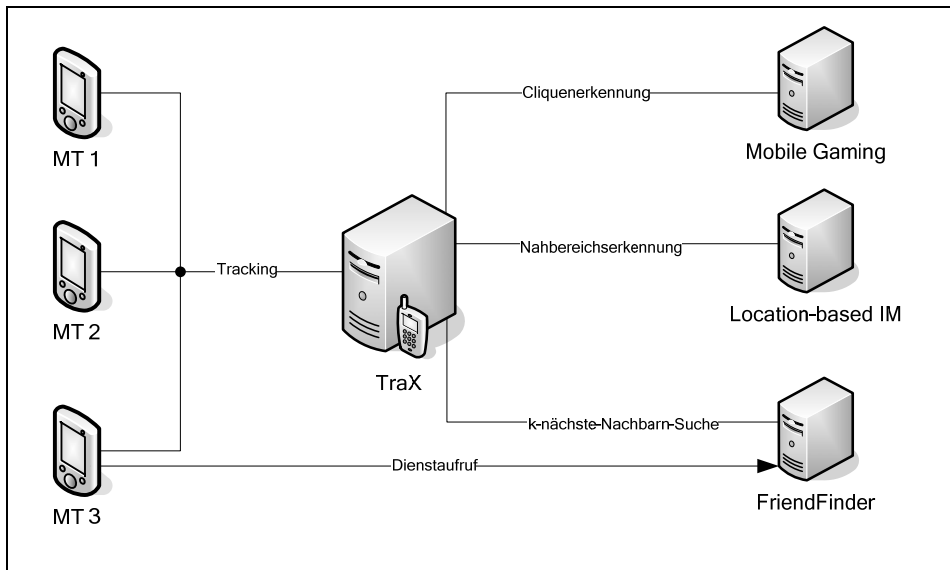 MT 1
MT 2
MT 3
Tracking
TraX
Cliquenerkennung
Mobile Gaming
Nahbereichserkennung
Location-based IM
k-nächste-Nachbarn-Suche
Dienstaufruf
FriendFinder